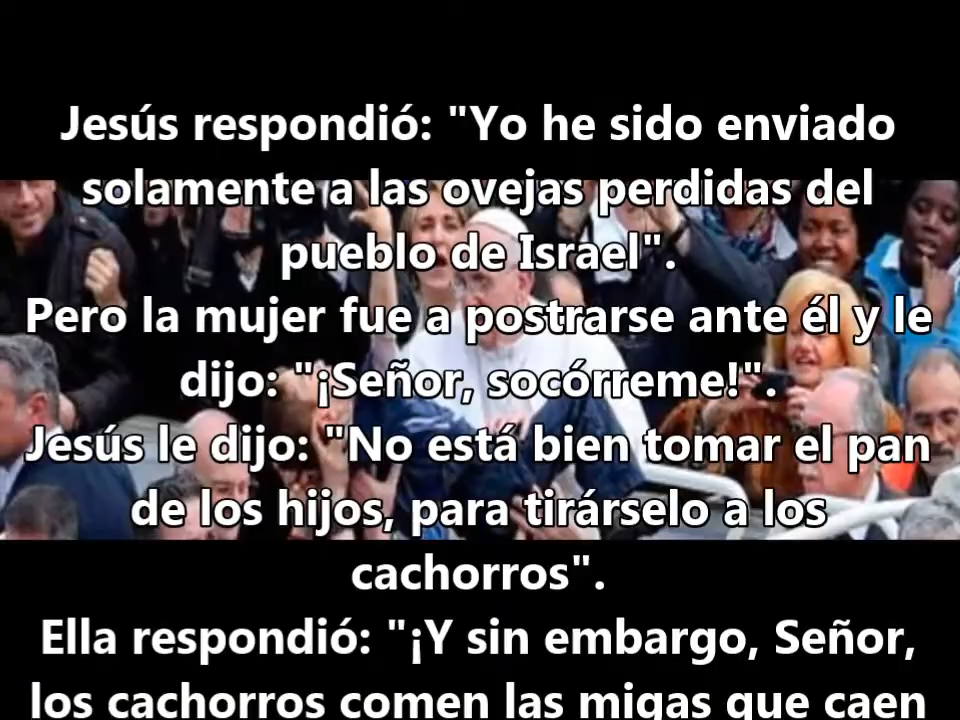 Jesús respondió: "Yo he sido enviado
solamente a las ovejas perdidas del
pueblo de Israel".
Pero la mujer fue a postrarse ante él y le
dijo: "¡Señor, socórreme!".
Jesús le dijo: "No está bien tomar el pan
de los hijos, para tirárselo a los
cachorros".
Ella respondió: "¡Y sin embargo, Señor,
los cachorros comen las migas que caen